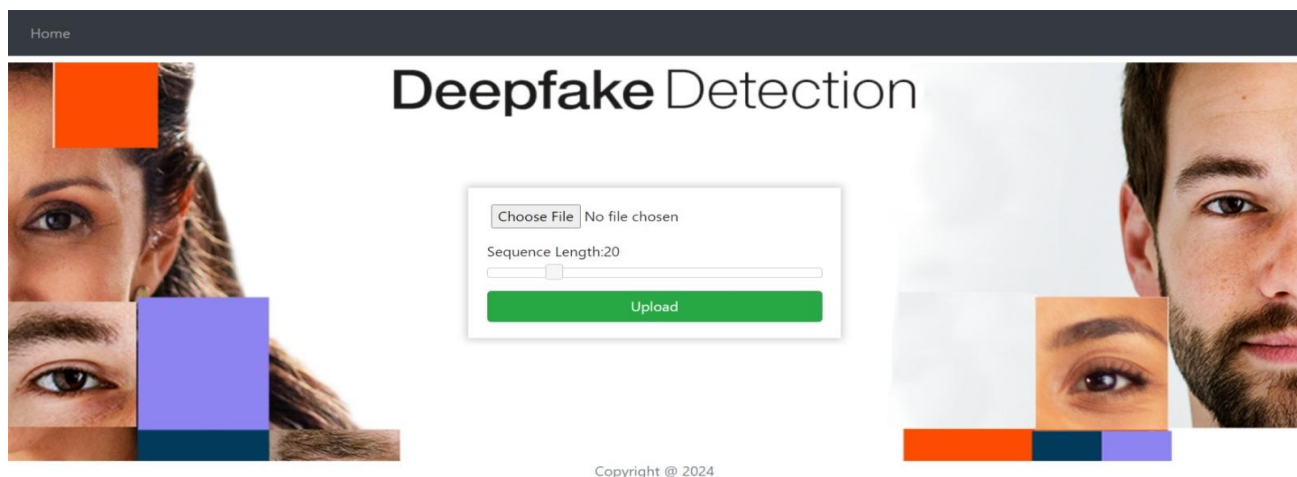 Home
Deepfake Detection
Choose File No file chosen
Sequence Length:20
Upload
Copyright @ 2024